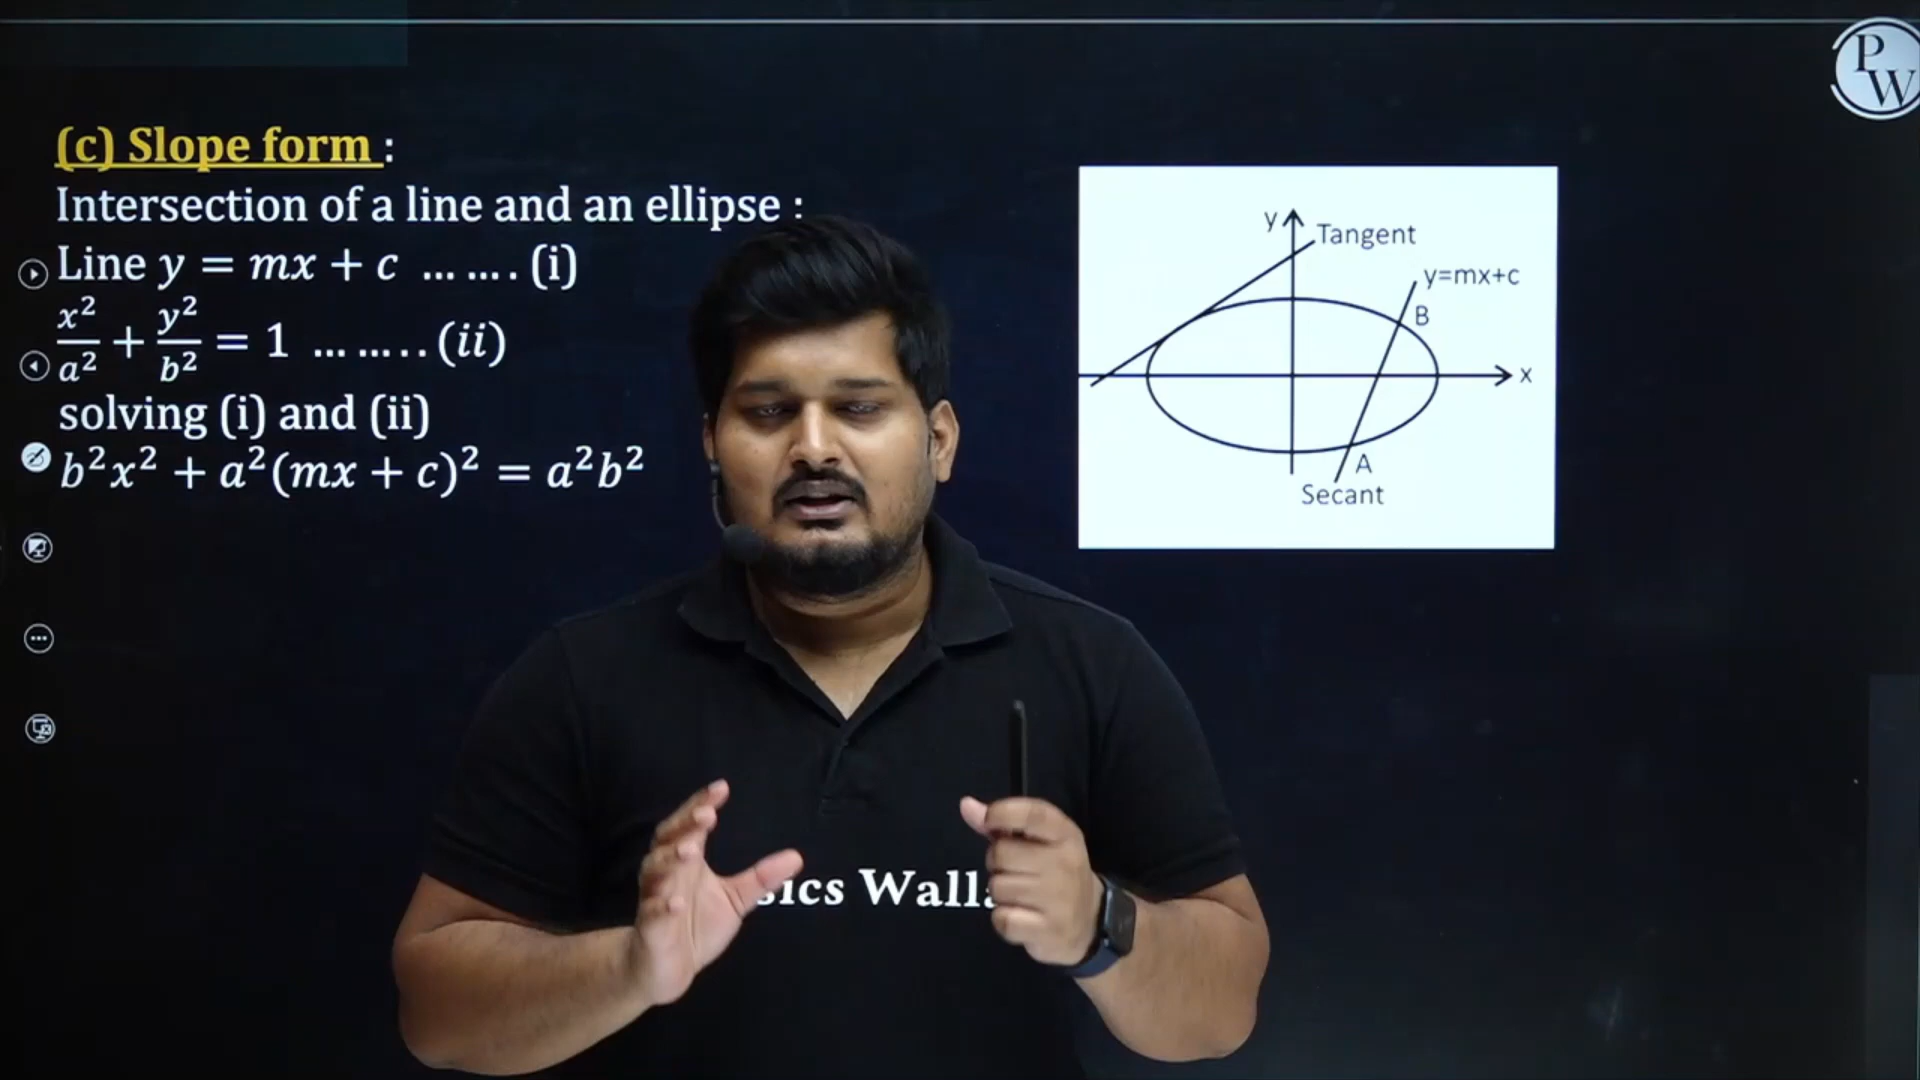 (c) Slope form :
Intersection of a line and an ellipse :
Line y = mx + c ... ... . (i)
x²/a² + y²/b² = 1 ... ... . . (ii)
solving (i) and (ii)
b²x² + a²(mx + c)² = a²b²
PW
y
Tangent
y=mx+c
B
x
A
Secant
sics Walla